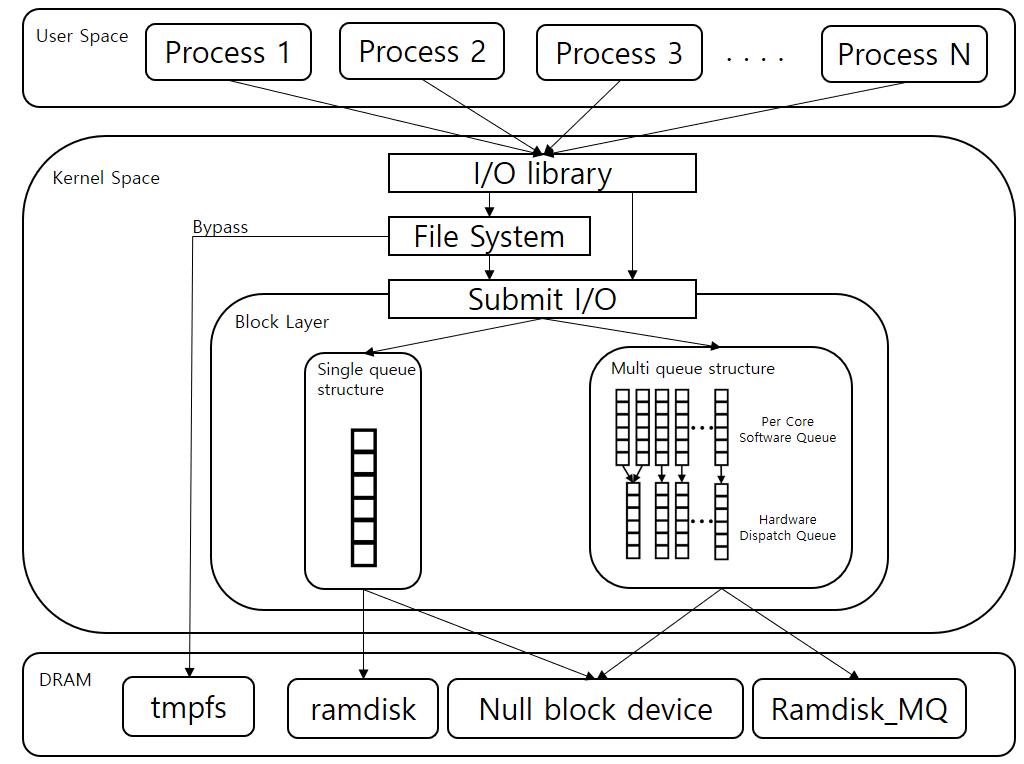 User Space
Process 1
Process 2
Process 3
. . . .
Process N
Kernel Space
I/O library
Bypass
File System
Submit I/O
Block Layer
Single queue
structure
Multi queue structure
Per Core
Software Queue
Hardware
Dispatch Queue
DRAM
tmpfs
ramdisk
Null block device
Ramdisk_MQ